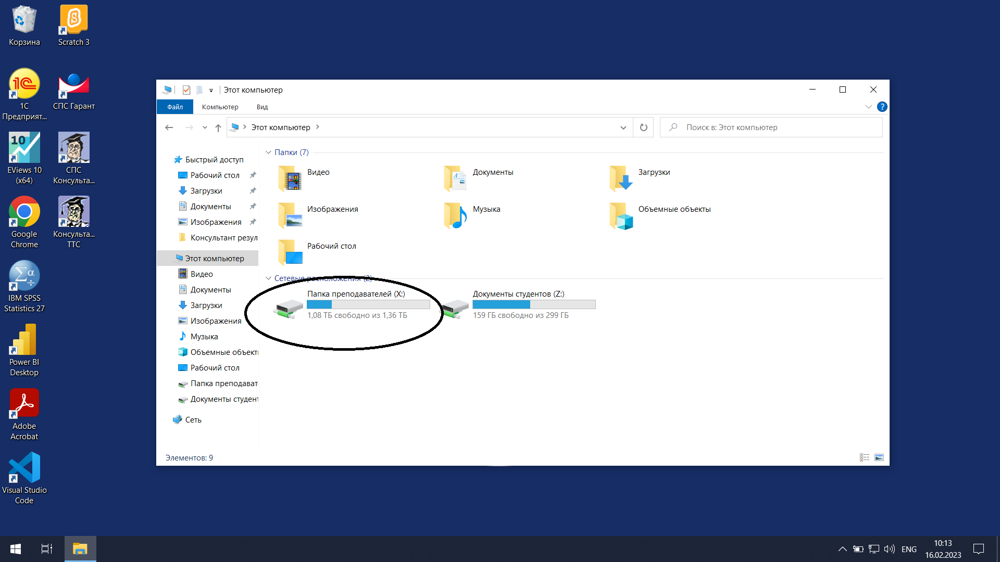 Корзина
Scratch 3
1С
Предприят...
СПС Гарант
EViews 10
(x64)
СПС
Консульта...
Google
Chrome
Консульта...
ТТС
IBM SPSS
Statistics 27
Power BI
Desktop
Adobe
Acrobat
Visual Studio
Code
Этот компьютер
Файл
Компьютер
Вид
Этот компьютер
Поиск в: Этот компьютер
Быстрый доступ
Рабочий стол
Загрузки
Документы
Изображения
Консультант резул
Этот компьютер
Видео
Документы
Загрузки
Изображения
Музыка
Объемные объект
Рабочий стол
Папка преподават
Документы студент
Сеть
Папки (7)
Видео
Документы
Загрузки
Изображения
Музыка
Объемные объекты
Рабочий стол
Сетевые расположения (2)
Папка преподавателей (X:)
1,08 ТБ свободно из 1,36 ТБ
Документы студентов (Z:)
159 ГБ свободно из 299 ГБ
Элементов: 9
ENG
10:13
16.02.2023